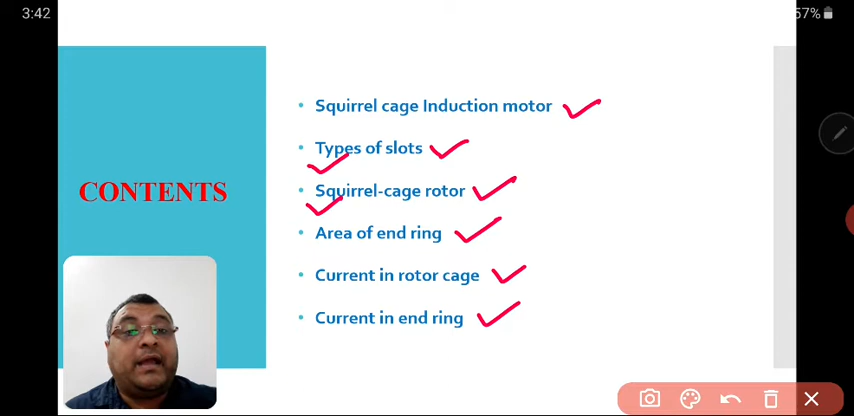 3:42
57%
CONTENTS
• Squirrel cage Induction motor
• Types of slots
• Squirrel-cage rotor
• Area of end ring
• Current in rotor cage
• Current in end ring